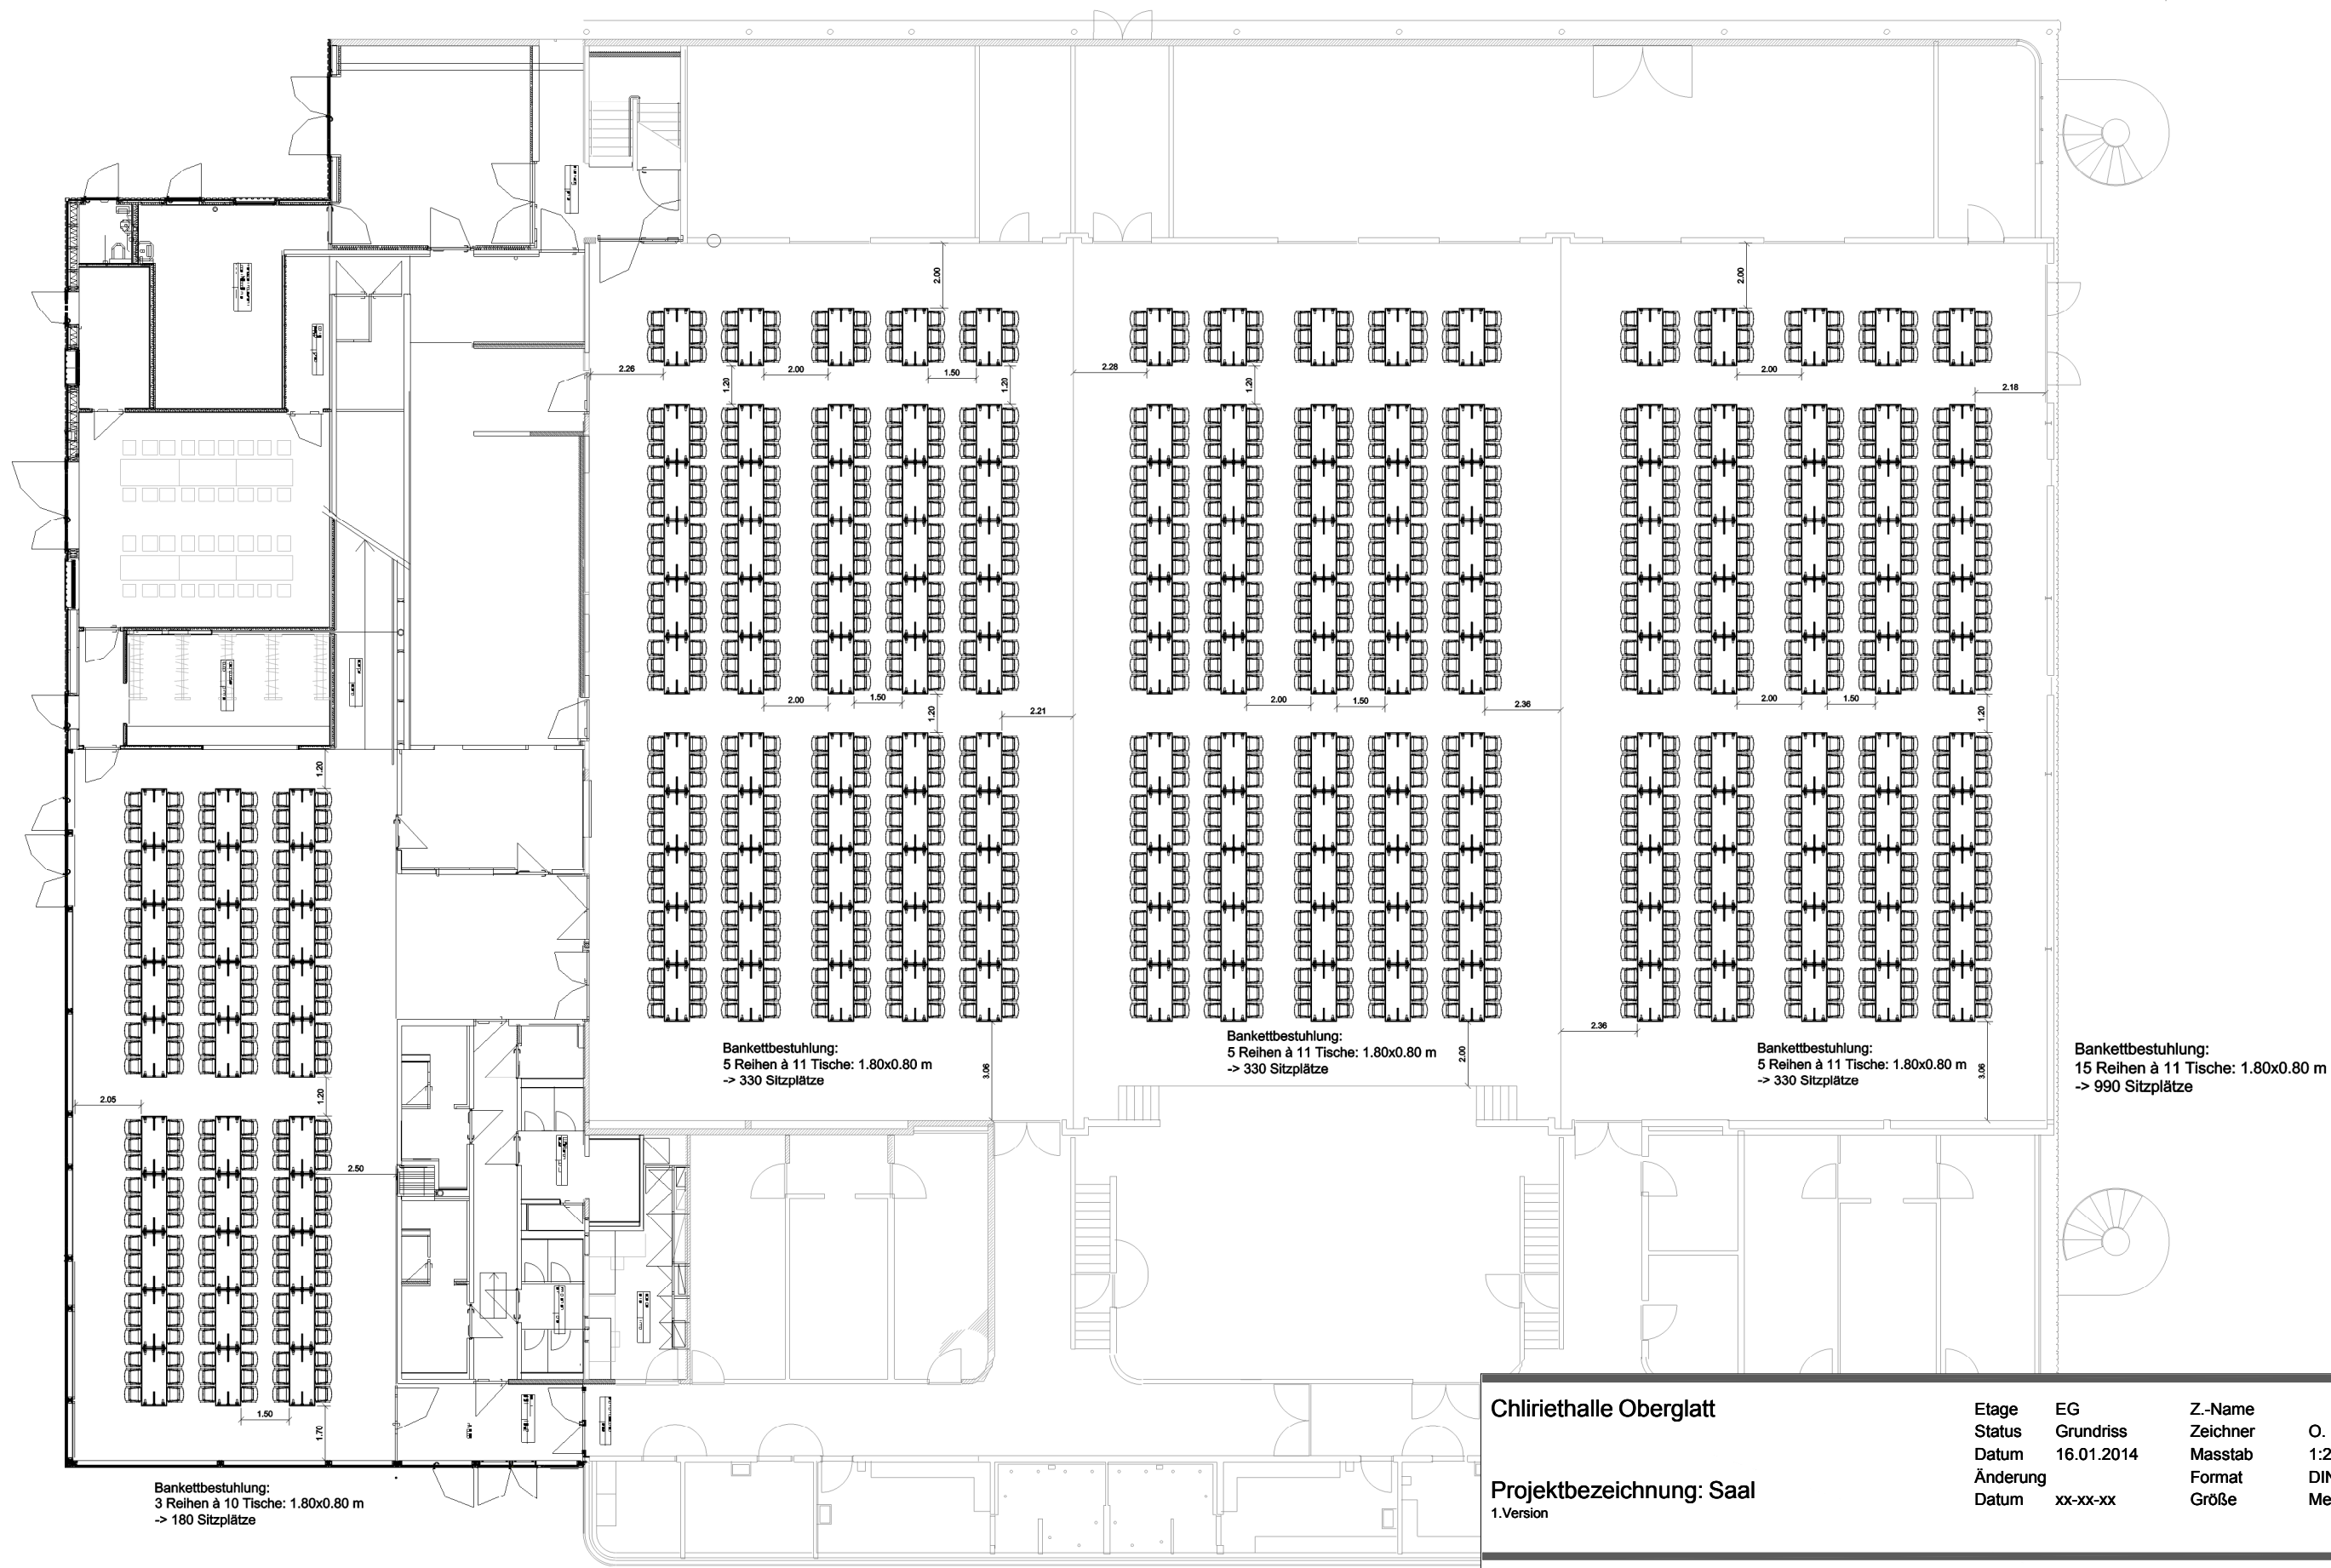 2.00
2.00
2.26
2.00
1.50
1.20
1.20
2.28
1.20
2.00
2.18
2.00
1.50
1.20
2.21
2.00
1.50
2.36
2.00
1.50
1.20
1.20
2.36
3.06
2.00
3.06
Bankettbestuhlung:
5 Reihen à 11 Tische: 1.80x0.80 m
-> 330 Sitzplätze
Bankettbestuhlung:
5 Reihen à 11 Tische: 1.80x0.80 m
-> 330 Sitzplätze
Bankettbestuhlung:
5 Reihen à 11 Tische: 1.80x0.80 m
-> 330 Sitzplätze
Bankettbestuhlung:
15 Reihen à 11 Tische: 1.80x0.80 m
-> 990 Sitzplätze
2.05
1.20
2.50
1.50
1.70
Bankettbestuhlung:
3 Reihen à 10 Tische: 1.80x0.80 m
-> 180 Sitzplätze
Chliriethalle Oberglatt
Projektbezeichnung: Saal
1.Version
Etage EG Z.-Name
Status Grundriss Zeichner O.
Datum 16.01.2014 Masstab 1:2
Änderung Format DIN
Datum xx-xx-xx Größe Me